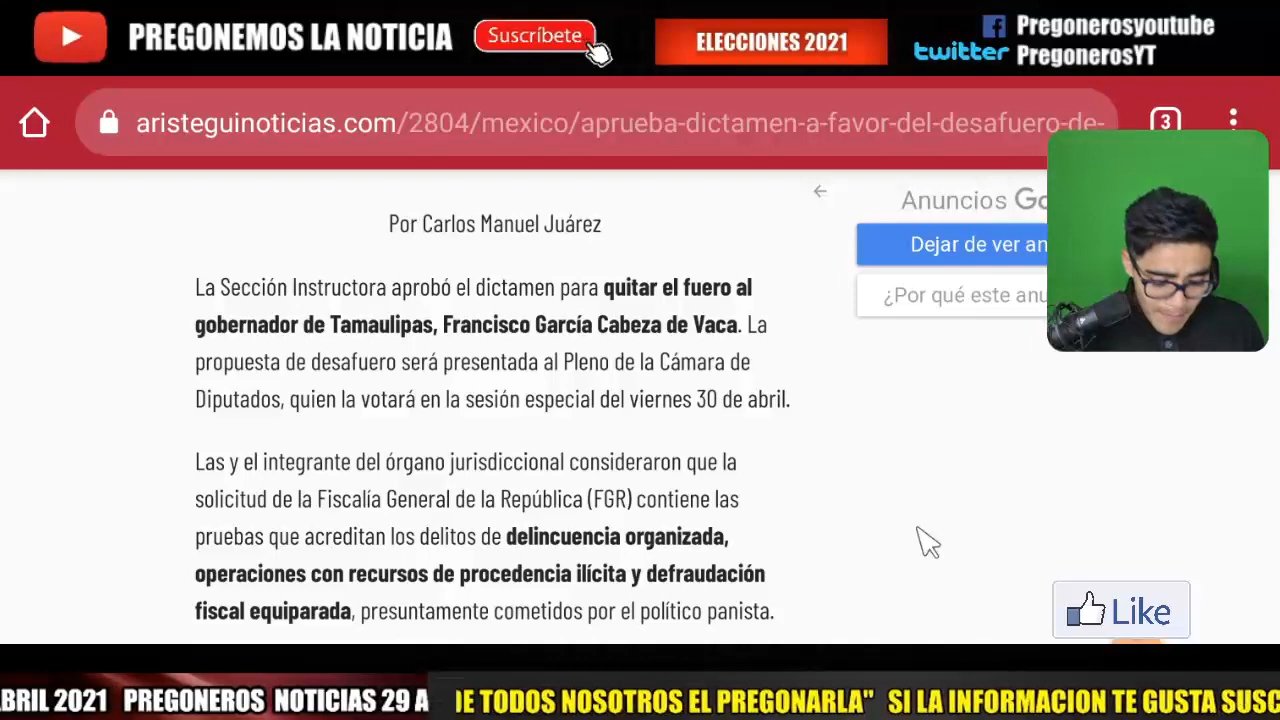 PREGONEMOS LA NOTICIA
Suscríbete
ELECCIONES 2021
Pregonerosyoutube
twitter PregonerosYT
aristeguinoticias.com/2804/mexico/aprueba-dictamen-a-favor-del-desafuero-de-
3
Por Carlos Manuel Juárez
Anuncios
Dejar de ver
¿Por qué este
La Sección Instructora aprobó el dictamen para quitar el fuero al
gobernador de Tamaulipas, Francisco García Cabeza de Vaca. La
propuesta de desafuero será presentada al Pleno de la Cámara de
Diputados, quien la votará en la sesión especial del viernes 30 de abril.
Las y el integrante del órgano jurisdiccional consideraron que la
solicitud de la Fiscalía General de la República (FGR) contiene las
pruebas que acreditan los delitos de delincuencia organizada,
operaciones con recursos de procedencia ilícita y defraudación
fiscal equiparada, presuntamente cometidos por el político panista.
Like
BRIL 2021 PREGONEROS NOTICIAS 29 A
DE TODOS NOSOTROS EL PREGONARLA" SI LA INFORMACION TE GUSTA SUSC